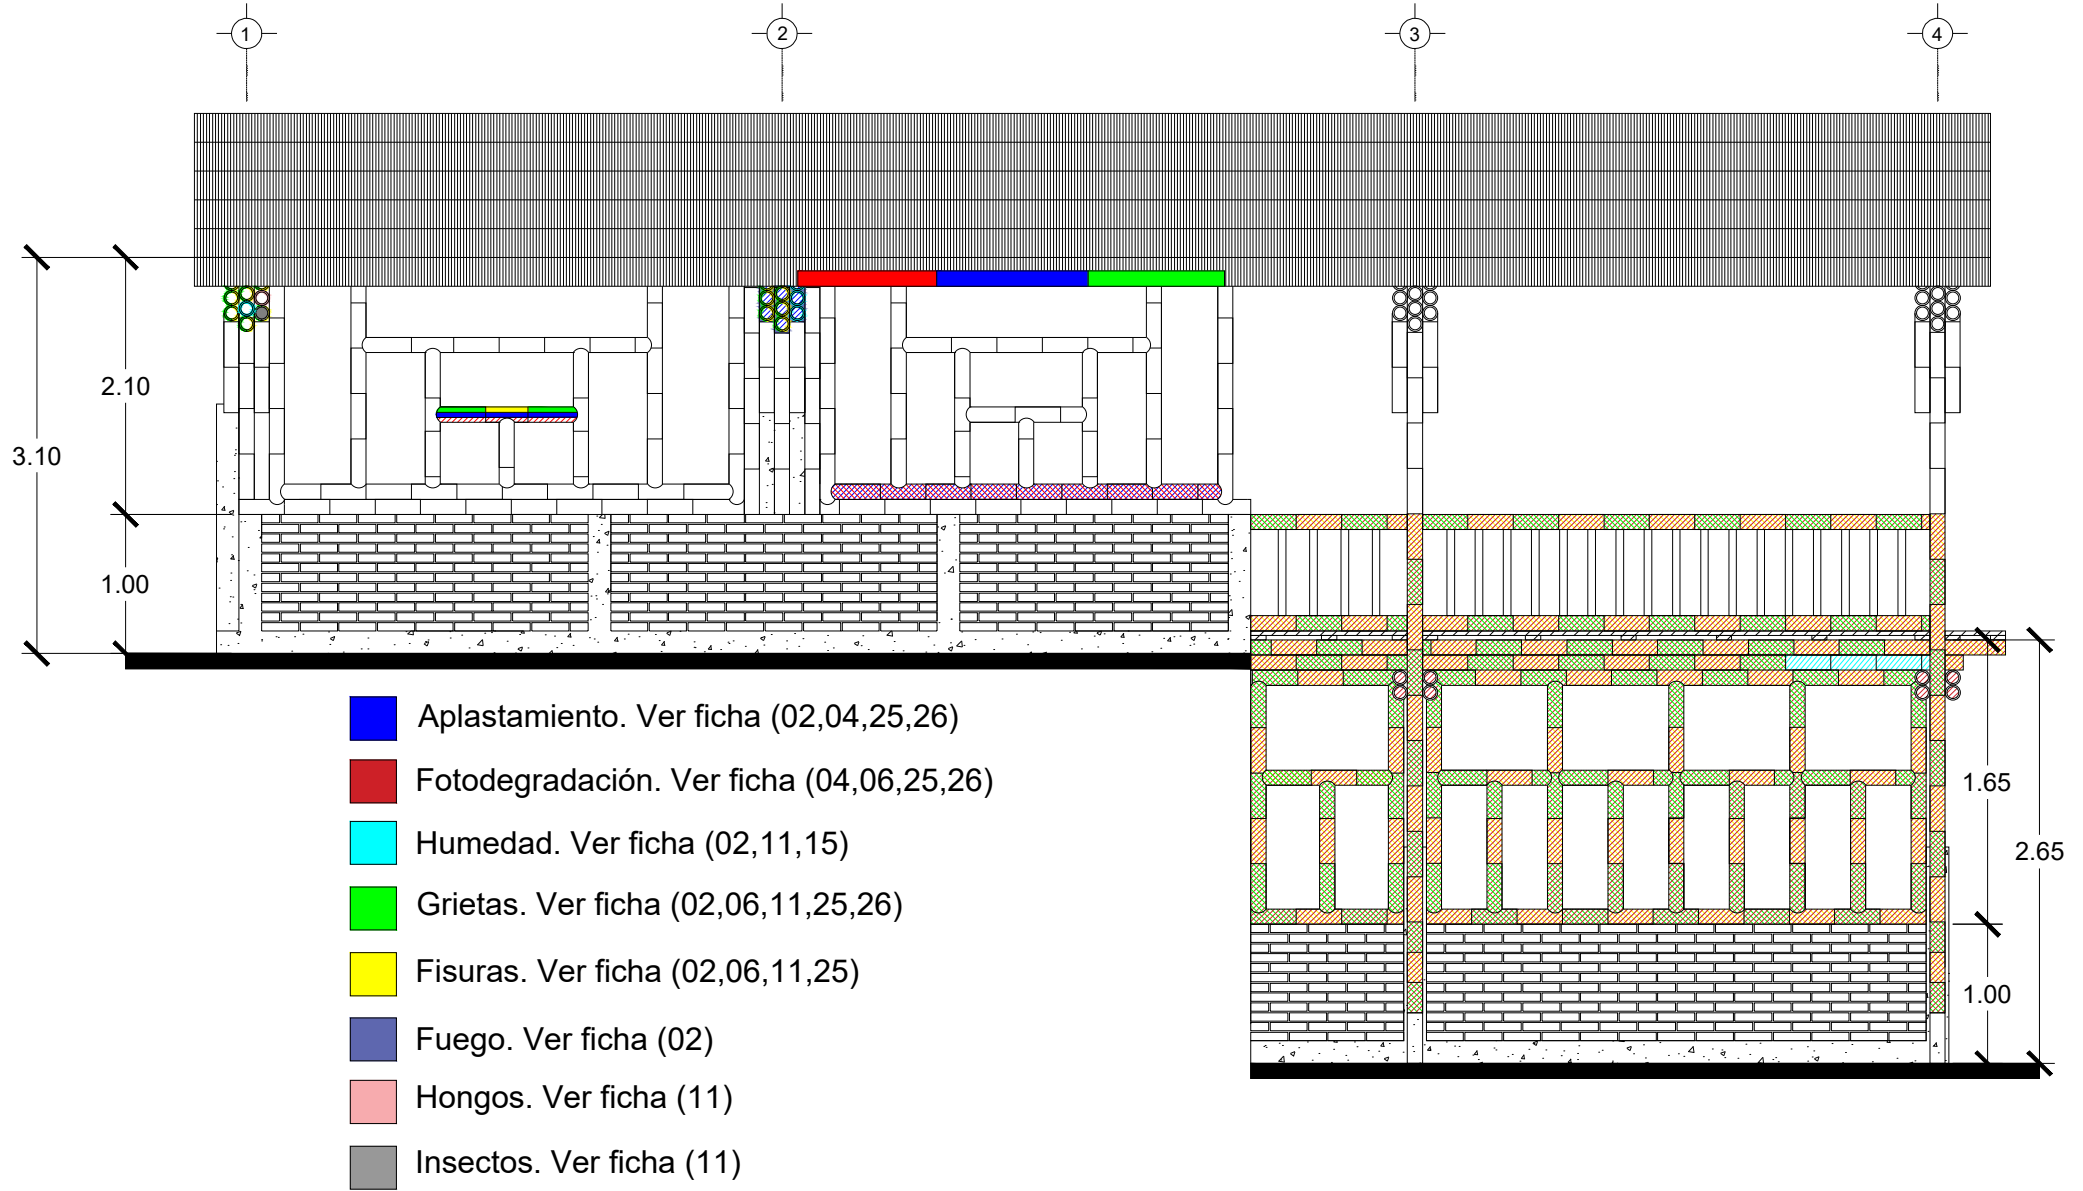 1
2
3
4
2.10
3.10
1.00
Aplastamiento. Ver ficha (02,04,25,26)
Fotodegradación. Ver ficha (04,06,25,26)
Humedad. Ver ficha (02,11,15)
Grietas. Ver ficha (02,06,11,25,26)
Fisuras. Ver ficha (02,06,11,25)
Fuego. Ver ficha (02)
Hongos. Ver ficha (11)
Insectos. Ver ficha (11)
1.65
2.65
1.00